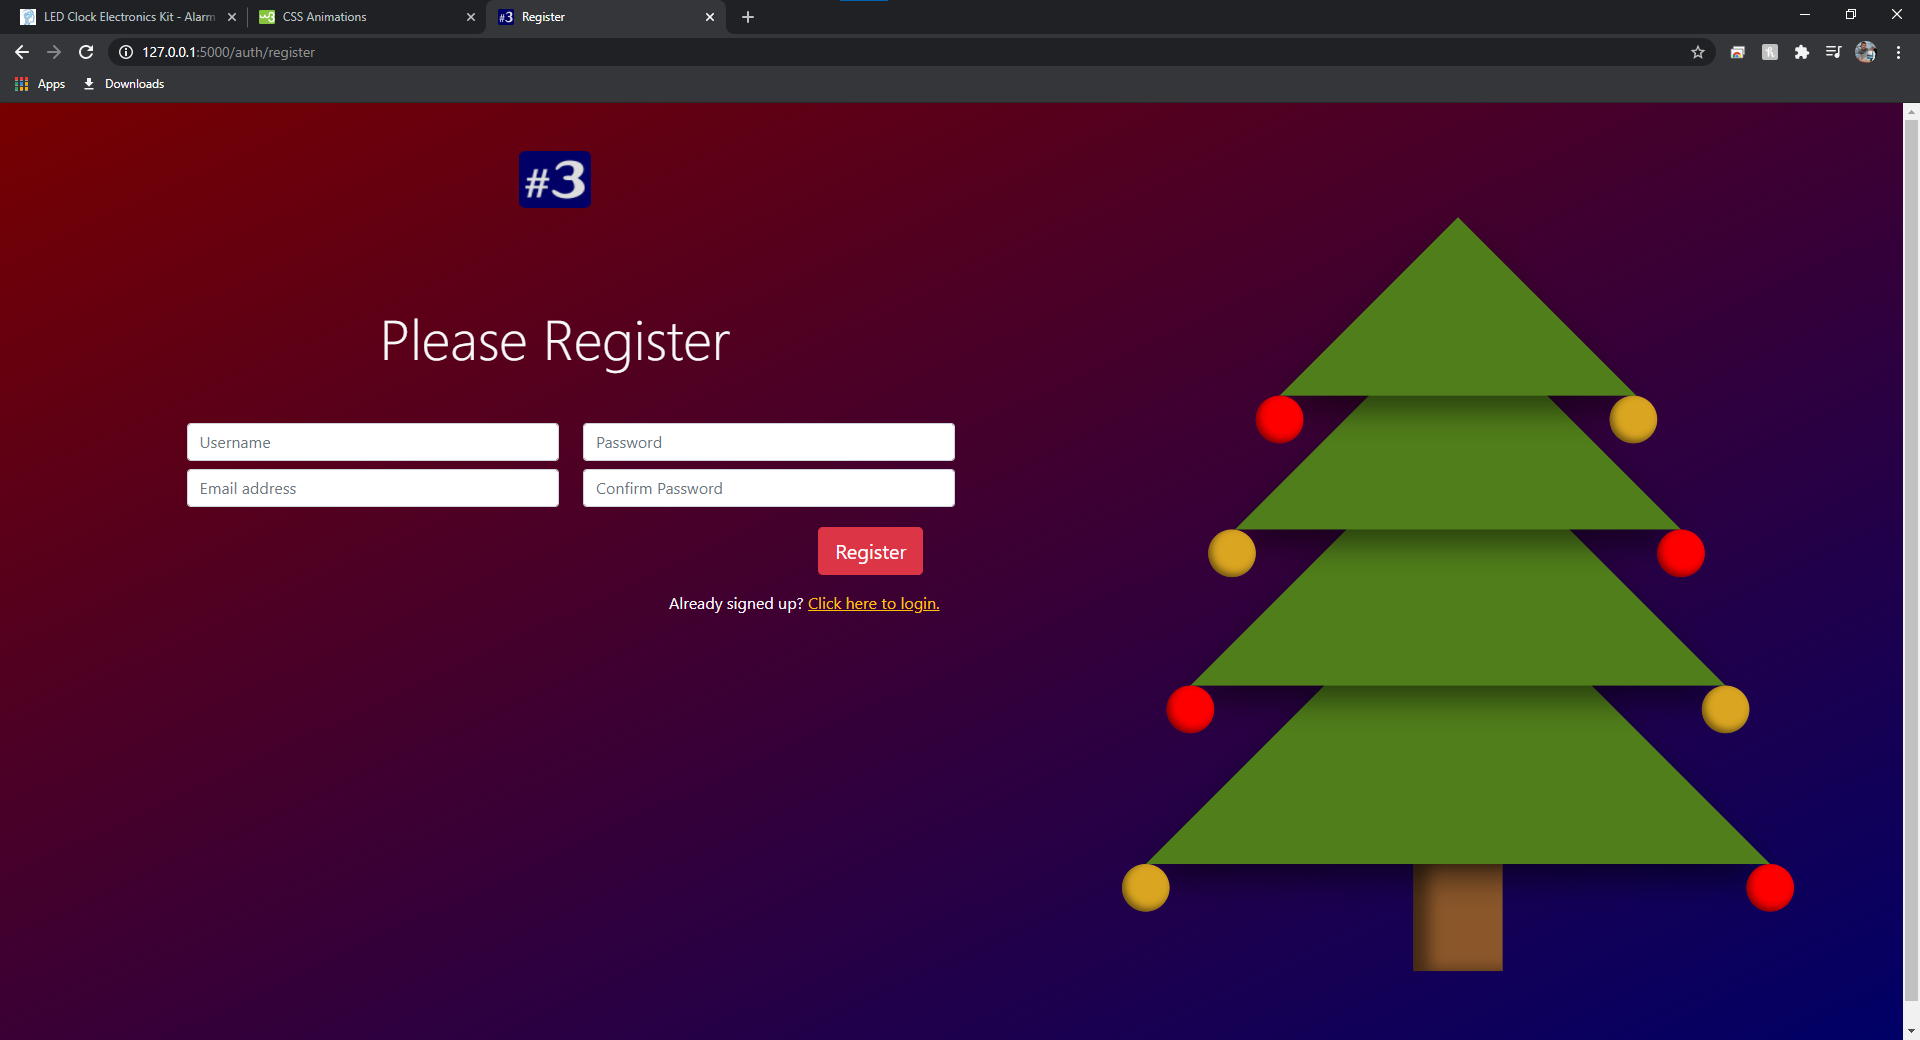 LED Clock Electronics Kit - Alarm
CSS Animations
#3 Register
127.0.0.1:5000/auth/register
Apps
Downloads
#3
Please Register
Username
Password
Email address
Confirm Password
Register
Already signed up? Click here to login.